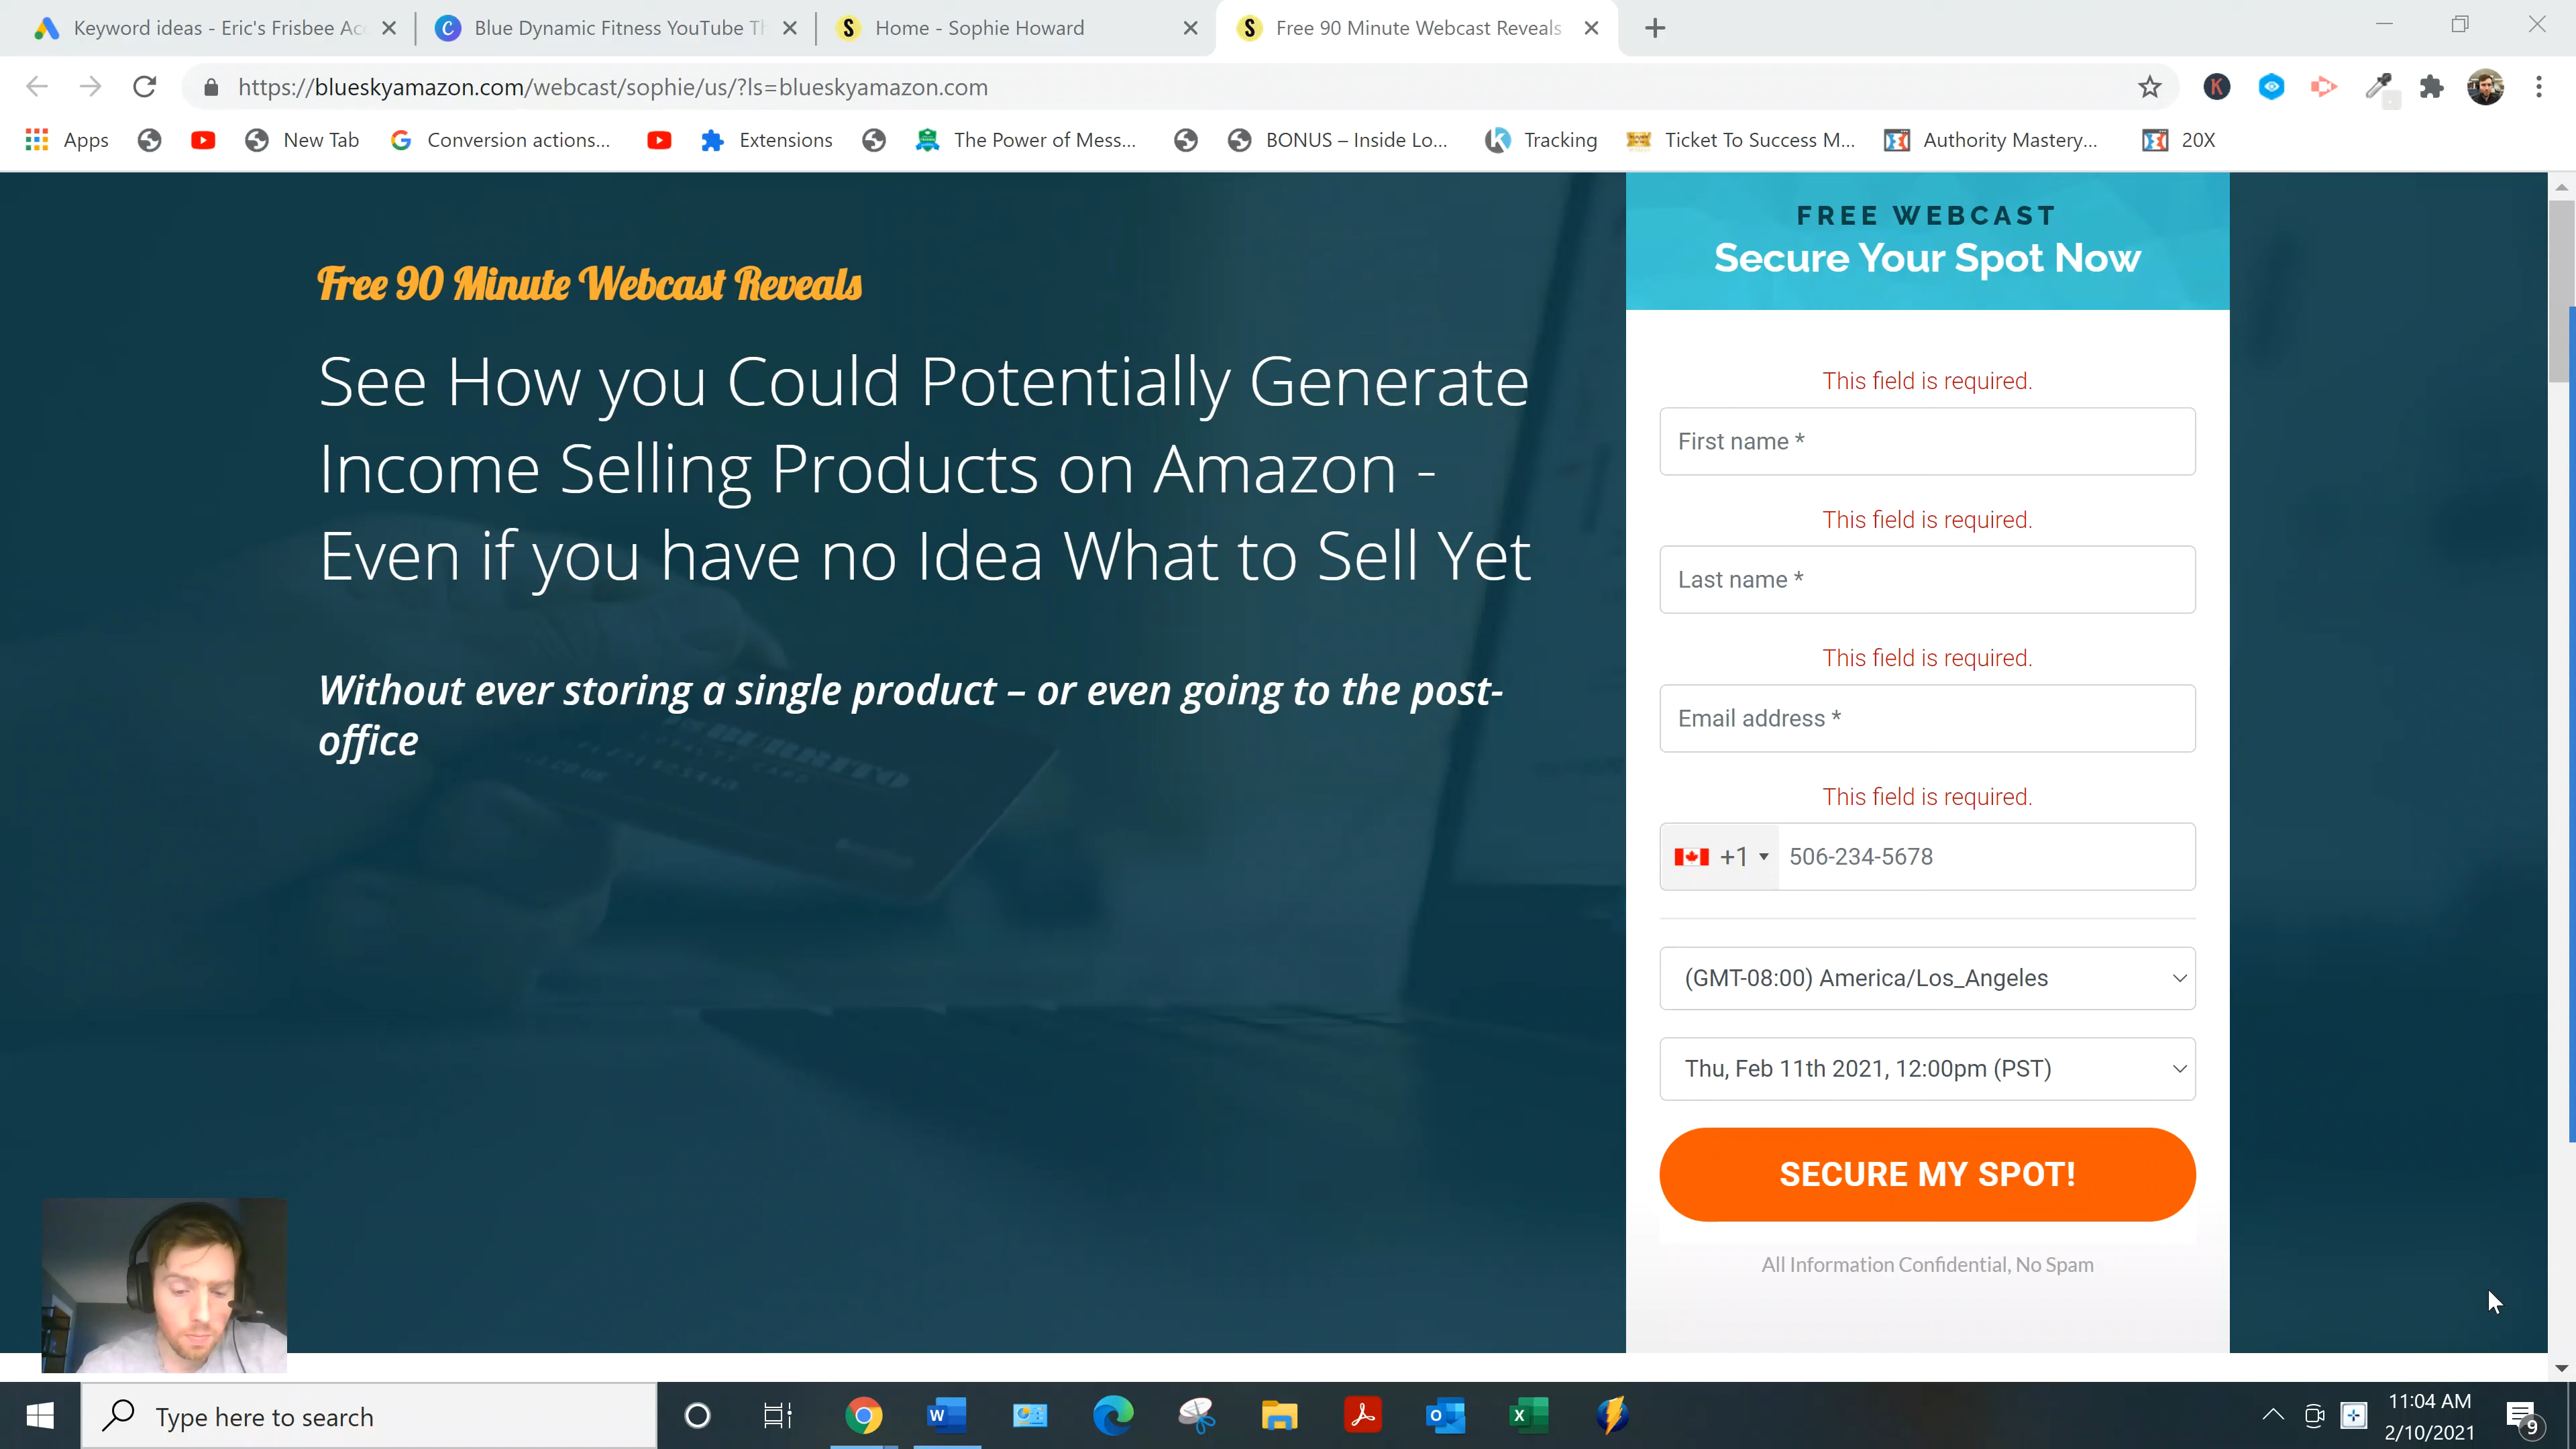 Keyword ideas - Eric's Frisbee Acc
Blue Dynamic Fitness YouTube Th
Home - Sophie Howard
Free 90 Minute Webcast Reveals
https://blueskyamazon.com/webcast/sophie/us/?ls=blueskyamazon.com
Apps
New Tab
Conversion actions...
Extensions
The Power of Mess...
BONUS – Inside Lo...
Tracking
Ticket To Success M...
Authority Mastery...
20X
Free 90 Minute Webcast Reveals
See How you Could Potentially Generate
Income Selling Products on Amazon -
Even if you have no Idea What to Sell Yet
Without ever storing a single product – or even going to the post-
office
FREE WEBCAST
Secure Your Spot Now
This field is required.
First name *
This field is required.
Last name *
This field is required.
Email address *
This field is required.
+1 506-234-5678
(GMT-08:00) America/Los_Angeles
Thu, Feb 11th 2021, 12:00pm (PST)
SECURE MY SPOT!
All Information Confidential, No Spam
Type here to search
11:04 AM
2/10/2021
9